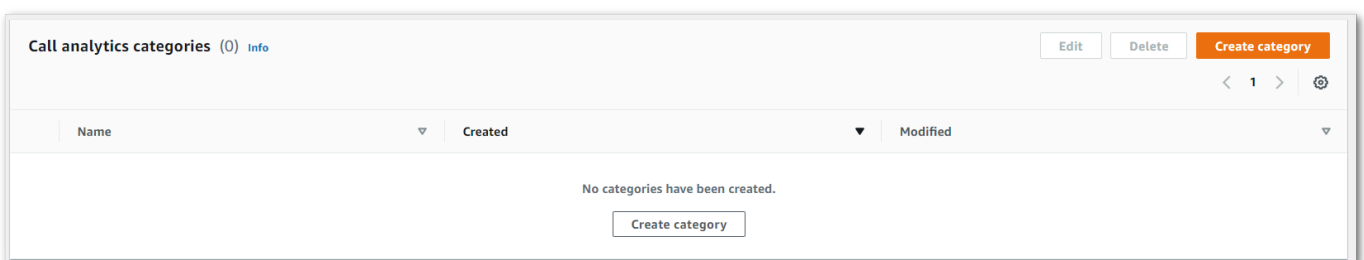 Call analytics categories (0) Info
Edit Delete Create category
1
Name Created Modified
No categories have been created.
Create category